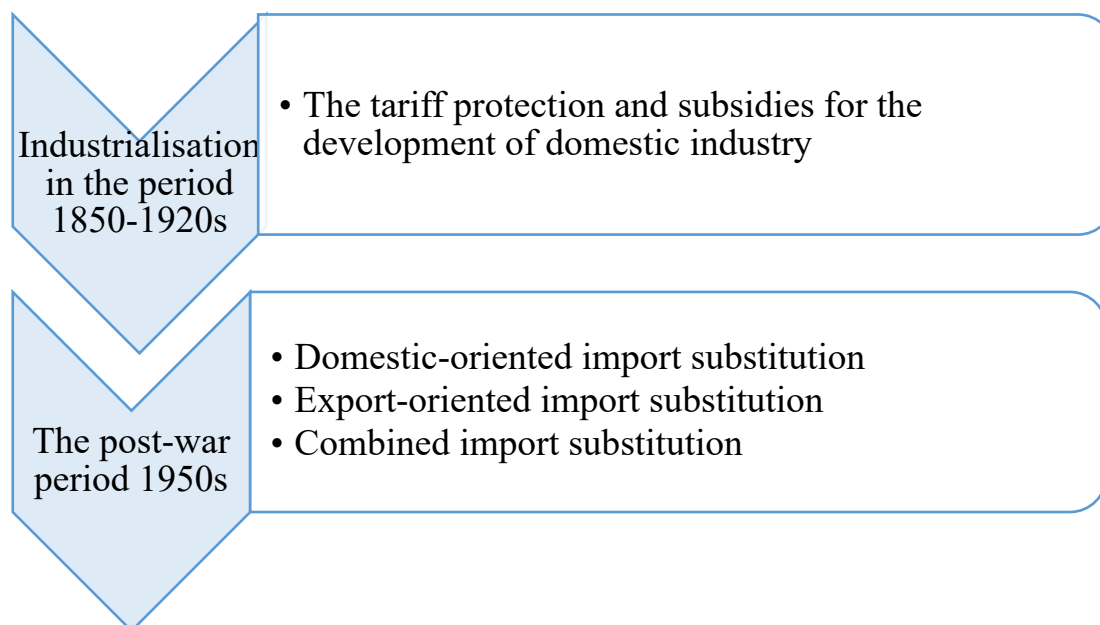 Industrialisation
in the period
1850-1920s
• The tariff protection and subsidies for the
development of domestic industry
The post-war
period 1950s
• Domestic-oriented import substitution
• Export-oriented import substitution
• Combined import substitution